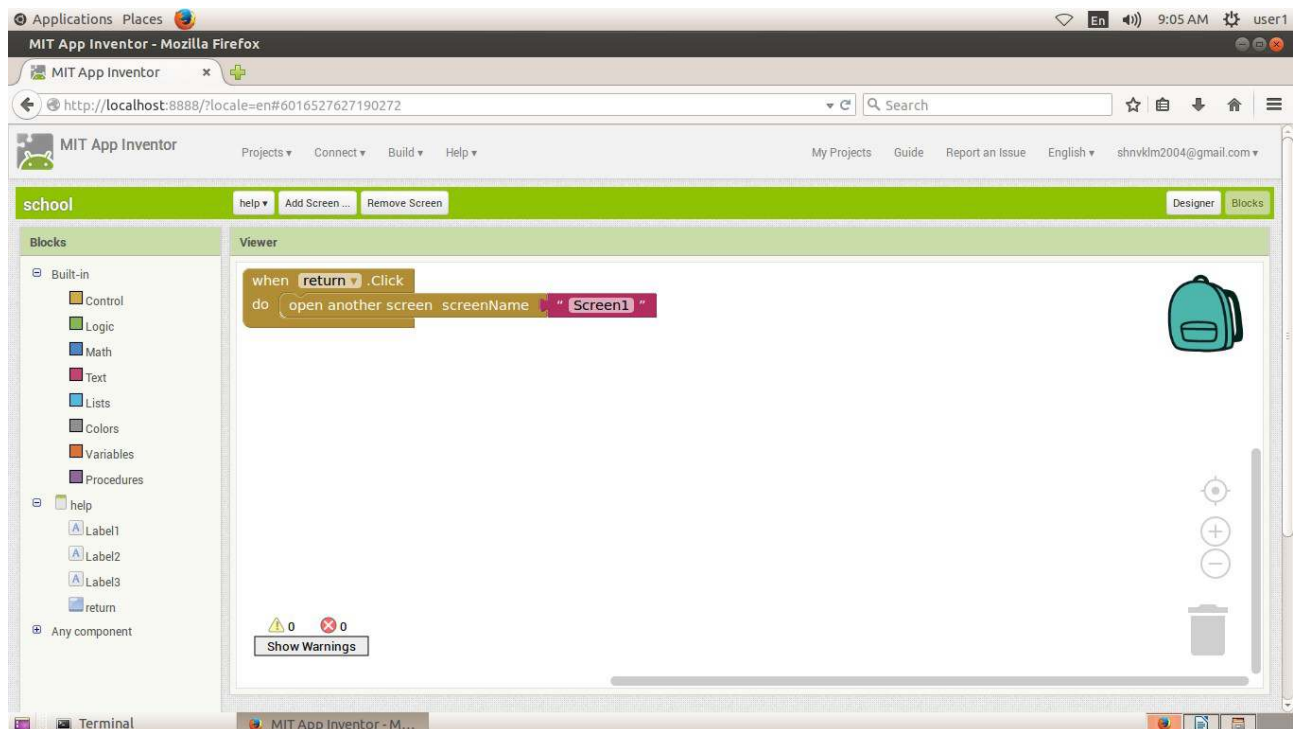 Applications Places En 9:05 AM user1
MIT App Inventor - Mozilla Firefox
MIT App Inventor
http://localhost:8888/?locale=en#6016527627190272 Search
MIT App Inventor Projects Connect Build Help My Projects Guide Report an Issue English shnvklm2004@gmail.com
school help Add Screen ... Remove Screen Designer Blocks
Blocks Viewer
Built-in
Control
Logic
Math
Text
Lists
Colors
Variables
Procedures
help
Label1
Label2
Label3
return
Any component
when return .Click
do open another screen screenName " Screen1 "
0 0
Show Warnings
Terminal MIT App Inventor - M...